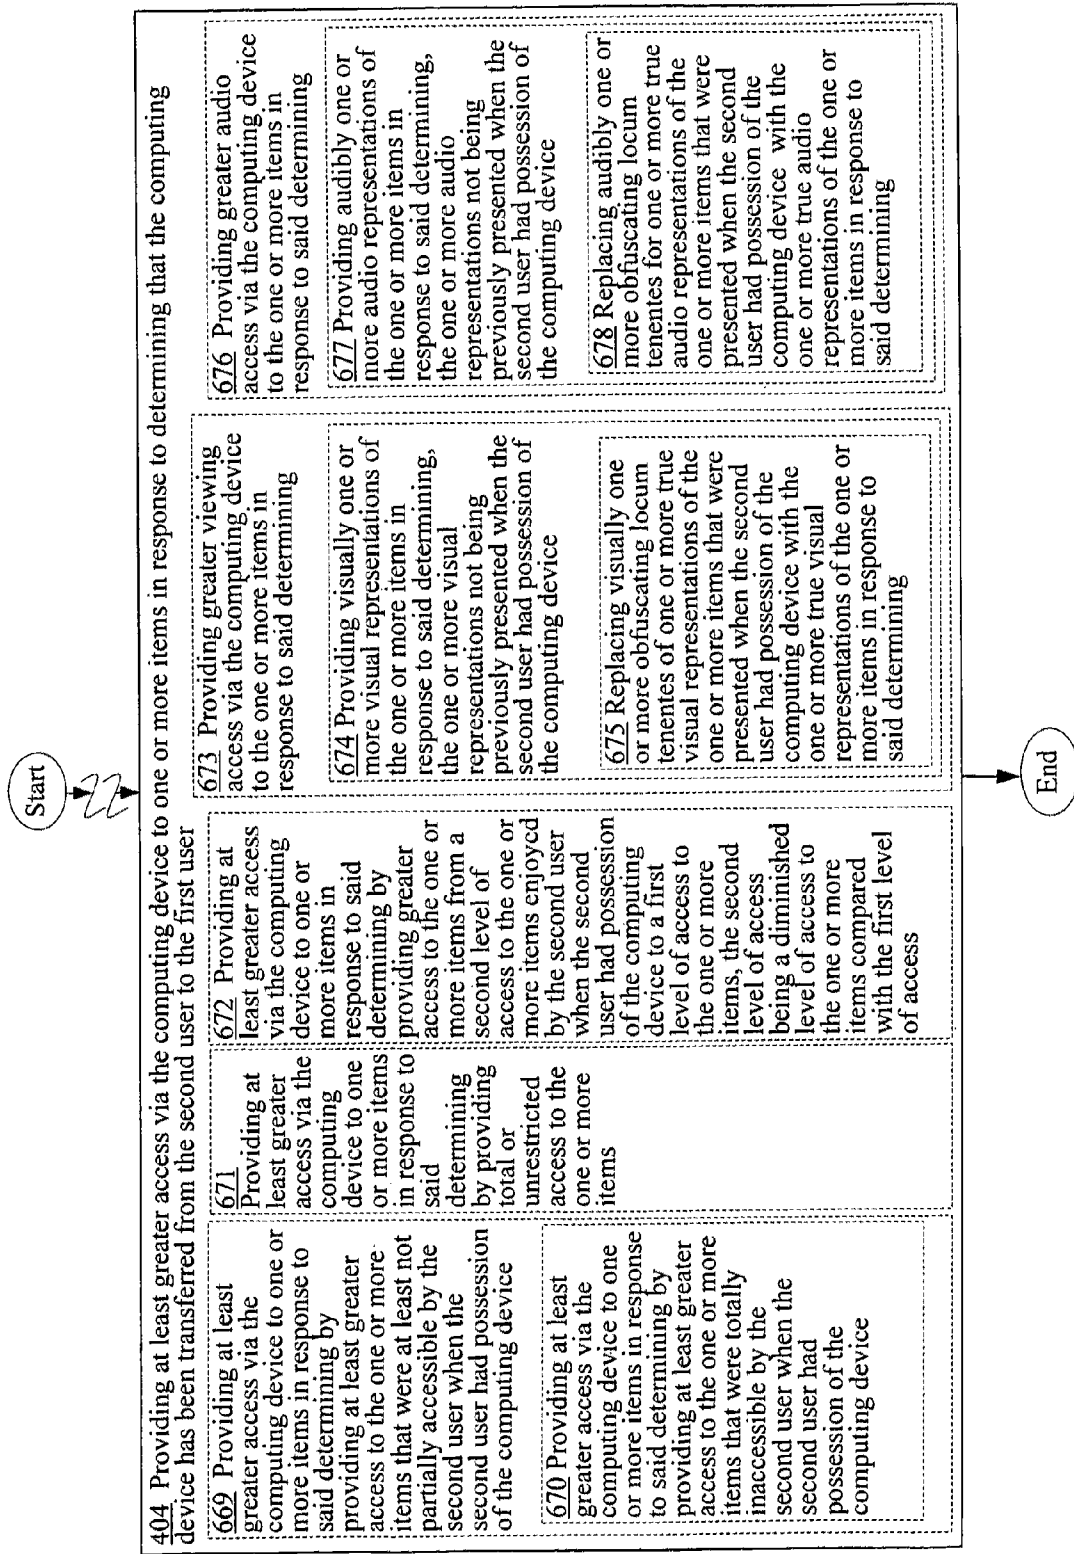 Start
404 Providing at least greater access via the computing device to one or more items in response to determining that the computing
device has been transferred from the second user to the first user
669 Providing at least
greater access via the
computing device to one or
more items in response to
said determining by
providing at least greater
access to the one or more
items that were at least not
partially accessible by the
second user when the
second user had possession
of the computing device
670 Providing at least
greater access via the
computing device to one
or more items in response
to said determining by
providing at least greater
access to the one or more
items that were totally
inaccessible by the
second user when the
second user had
possession of the
computing device
671
Providing at
least greater
access via the
computing
device to one
or more items
in response to
said
determining
by providing
total or
unrestricted
access to the
one or more
items
672 Providing at
least greater access
via the computing
device to one or
more items in
response to said
determining by
providing greater
access to the one or
more items from a
second level of
access to the one or
more items enjoyed
by the second user
when the second
user had possession
of the computing
device to a first
level of access to
the one or more
items, the second
level of access
being a diminished
level of access to
the one or more
items compared
with the first level
of access
673 Providing greater viewing
access via the computing device
to the one or more items in
response to said determining
674 Providing visually one or
more visual representations of
the one or more items in
response to said determining,
the one or more visual
representations not being
previously presented when the
second user had possession of
the computing device
675 Replacing visually one
or more obfuscating locum
tenentes of one or more true
visual representations of the
one or more items that were
presented when the second
user had possession of the
computing device with the
one or more true visual
representations of the one or
more items in response to
said determining
676 Providing greater audio
access via the computing device
to the one or more items in
response to said determining
677 Providing audibly one or
more audio representations of
the one or more items in
response to said determining,
the one or more audio
representations not being
previously presented when the
second user had possession of
the computing device
678 Replacing audibly one or
more obfuscating locum
tenentes for one or more true
audio representations of the
one or more items that were
presented when the second
user had possession of the
computing device with the
one or more true audio
representations of the one or
more items in response to
said determining
End